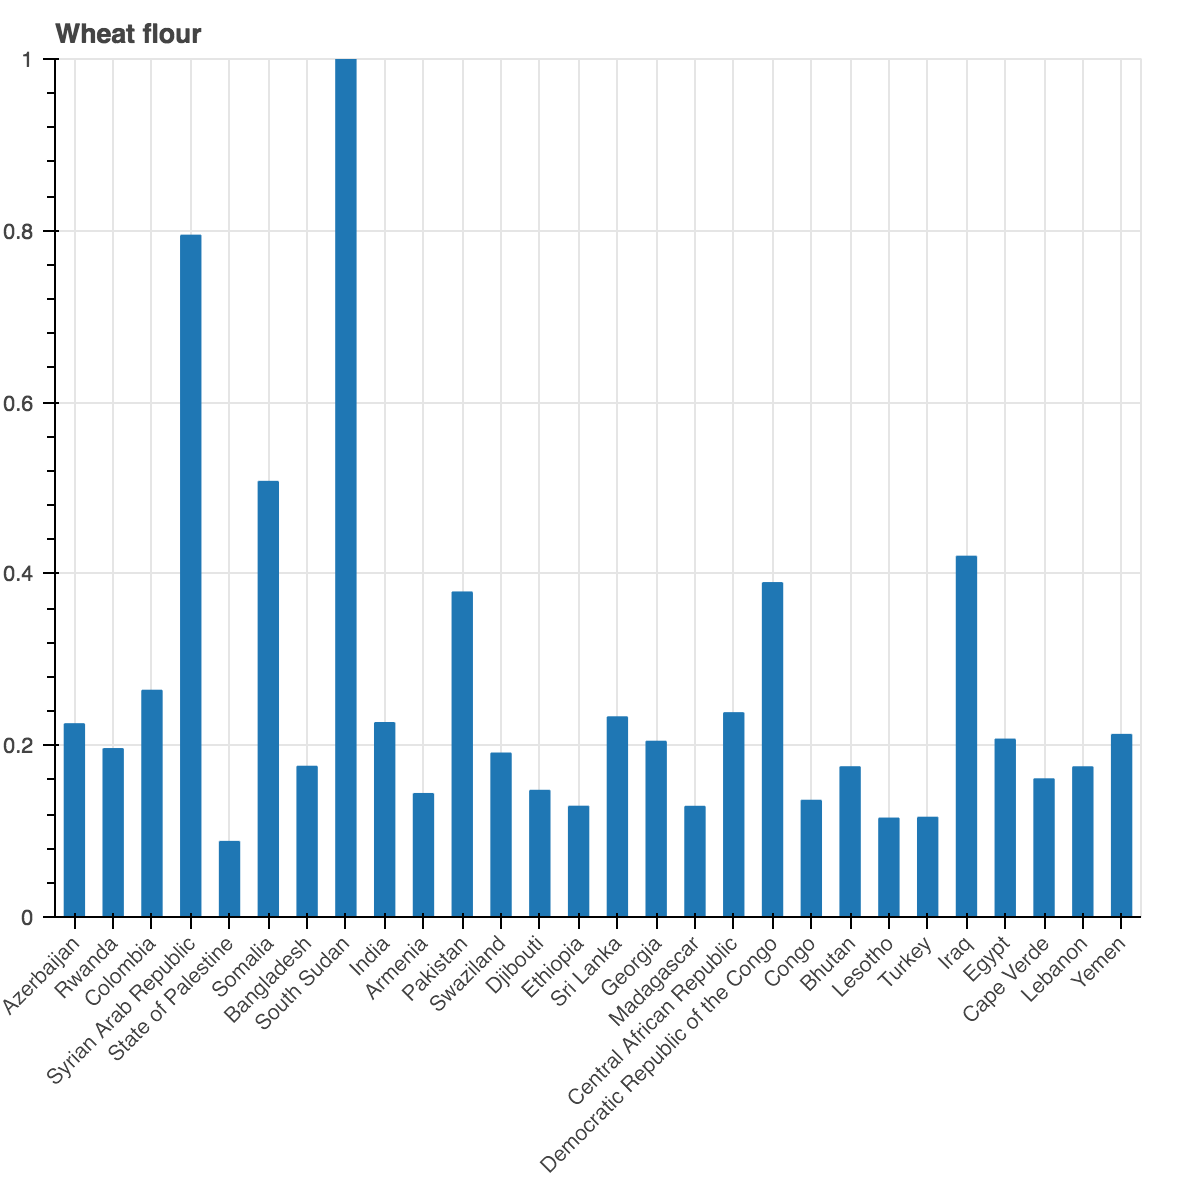 Wheat flour
1
0.8
0.6
0.4
0.2
0
Azerbaijan
Rwanda
Colombia
Syrian Arab Republic
State of Palestine
Somalia
Bangladesh
South Sudan
India
Armenia
Pakistan
Swaziland
Djibouti
Ethiopia
Sri Lanka
Georgia
Madagascar
Central African Republic
Democratic Republic of the Congo
Congo
Bhutan
Lesotho
Turkey
Iraq
Egypt
Cape Verde
Lebanon
Yemen